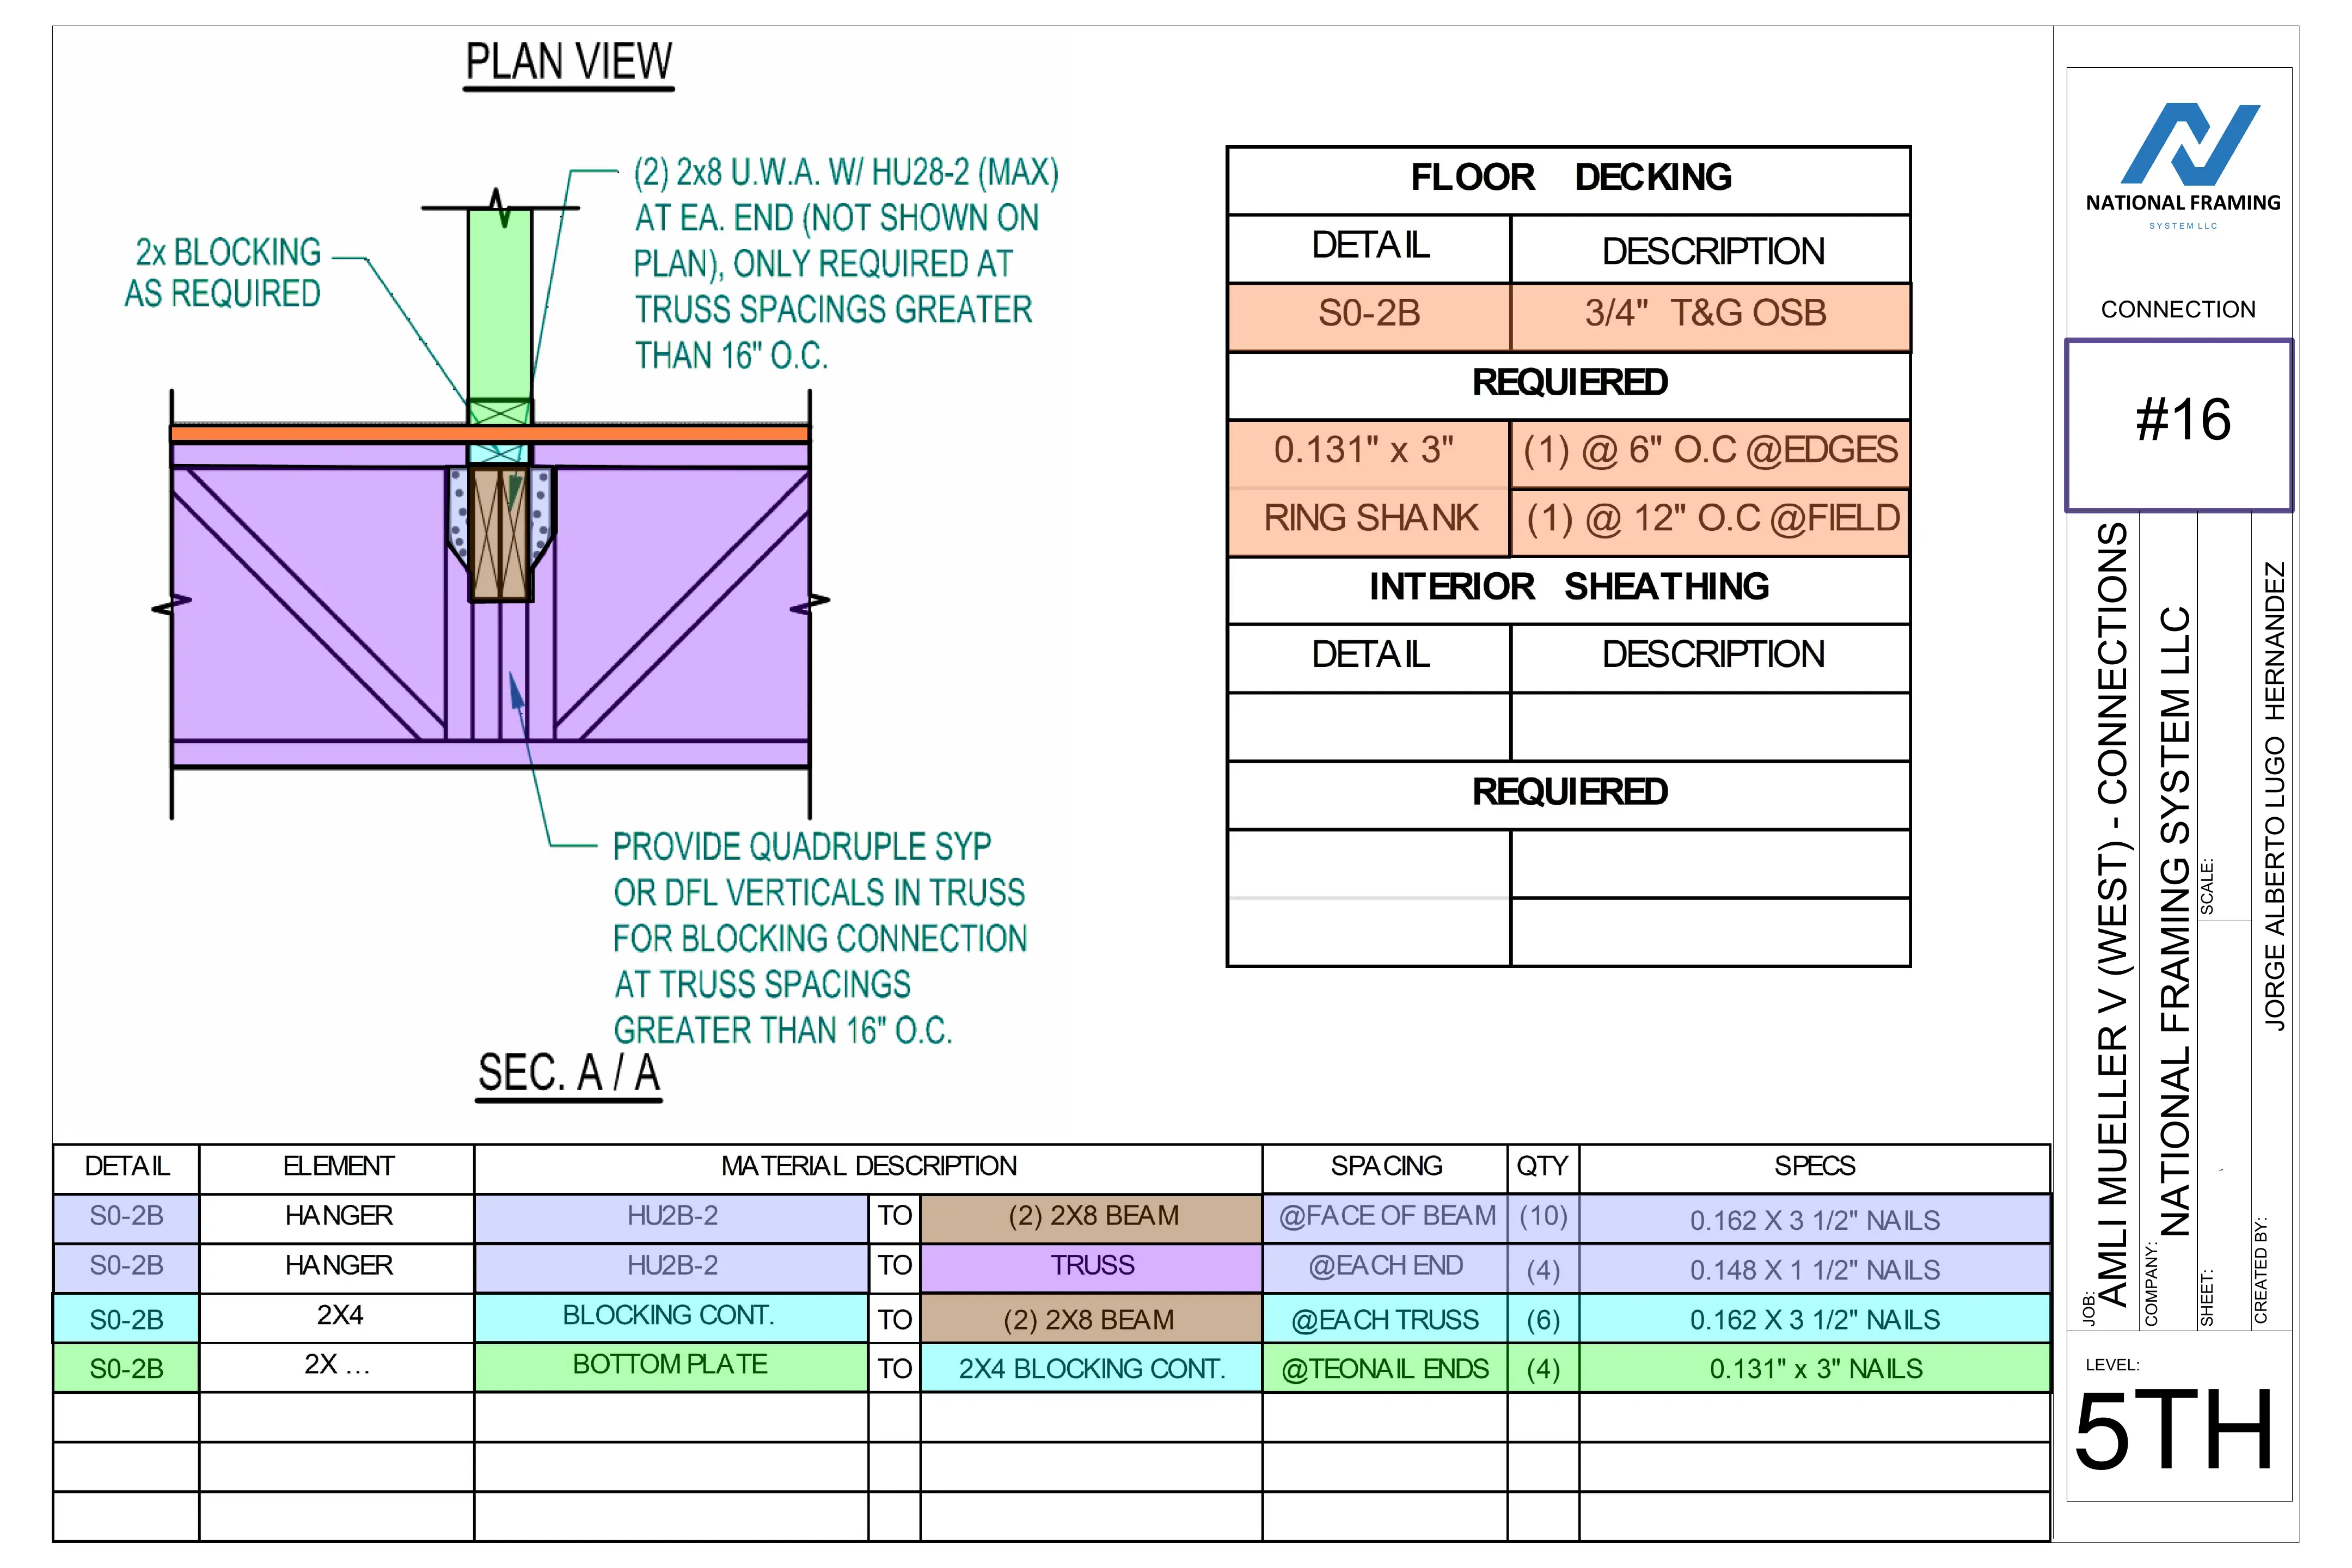 PLAN VIEW
(2) 2x8 U.W.A. W/ HU28-2 (MAX)
AT EA. END (NOT SHOWN ON
PLAN), ONLY REQUIRED AT
TRUSS SPACINGS GREATER
THAN 16" O.C.
2x BLOCKING
AS REQUIRED
PROVIDE QUADRUPLE SYP
OR DFL VERTICALS IN TRUSS
FOR BLOCKING CONNECTION
AT TRUSS SPACINGS
GREATER THAN 16" O.C.
SEC. A / A
FLOOR DECKING
DETAIL DESCRIPTION
S0-2B 3/4" T&G OSB
REQUIERED
0.131" x 3" (1) @ 6" O.C @EDGES
RING SHANK (1) @ 12" O.C @FIELD
INTERIOR SHEATHING
DETAIL DESCRIPTION
REQUIERED
DETAIL ELEMENT MATERIAL DESCRIPTION SPACING QTY SPECS
S0-2B HANGER HU2B-2 TO (2) 2X8 BEAM @FACE OF BEAM (10) 0.162 X 3 1/2" NAILS
S0-2B HANGER HU2B-2 TO TRUSS @EACH END (4) 0.148 X 1 1/2" NAILS
S0-2B 2X4 BLOCKING CONT. TO (2) 2X8 BEAM @EACH TRUSS (6) 0.162 X 3 1/2" NAILS
S0-2B 2X ... BOTTOM PLATE TO 2X4 BLOCKING CONT. @TEONAIL ENDS (4) 0.131" x 3" NAILS
NATIONAL FRAMING
SYSTEM LLC
CONNECTION
#16
JOB:
AMLI MUELLER V (WEST) - CONNECTIONS
COMPANY:
NATIONAL FRAMING SYSTEM LLC
SHEET:
SCALE:
CREATED BY:
JORGE ALBERTO LUGO HERNANDEZ
LEVEL:
5TH